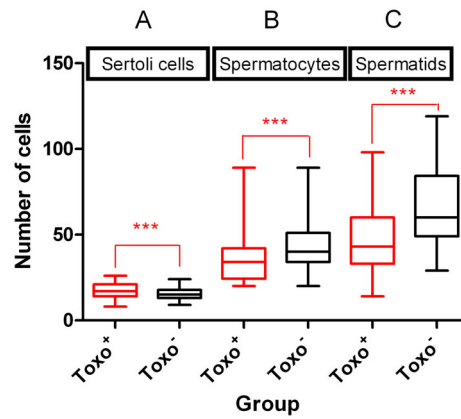 A B C
Sertoli cells Spermatocytes Spermatids
Number of cells
150
100
50
0
*** *** ***
Toxo+ Toxo- Toxo+ Toxo- Toxo+ Toxo-
Group